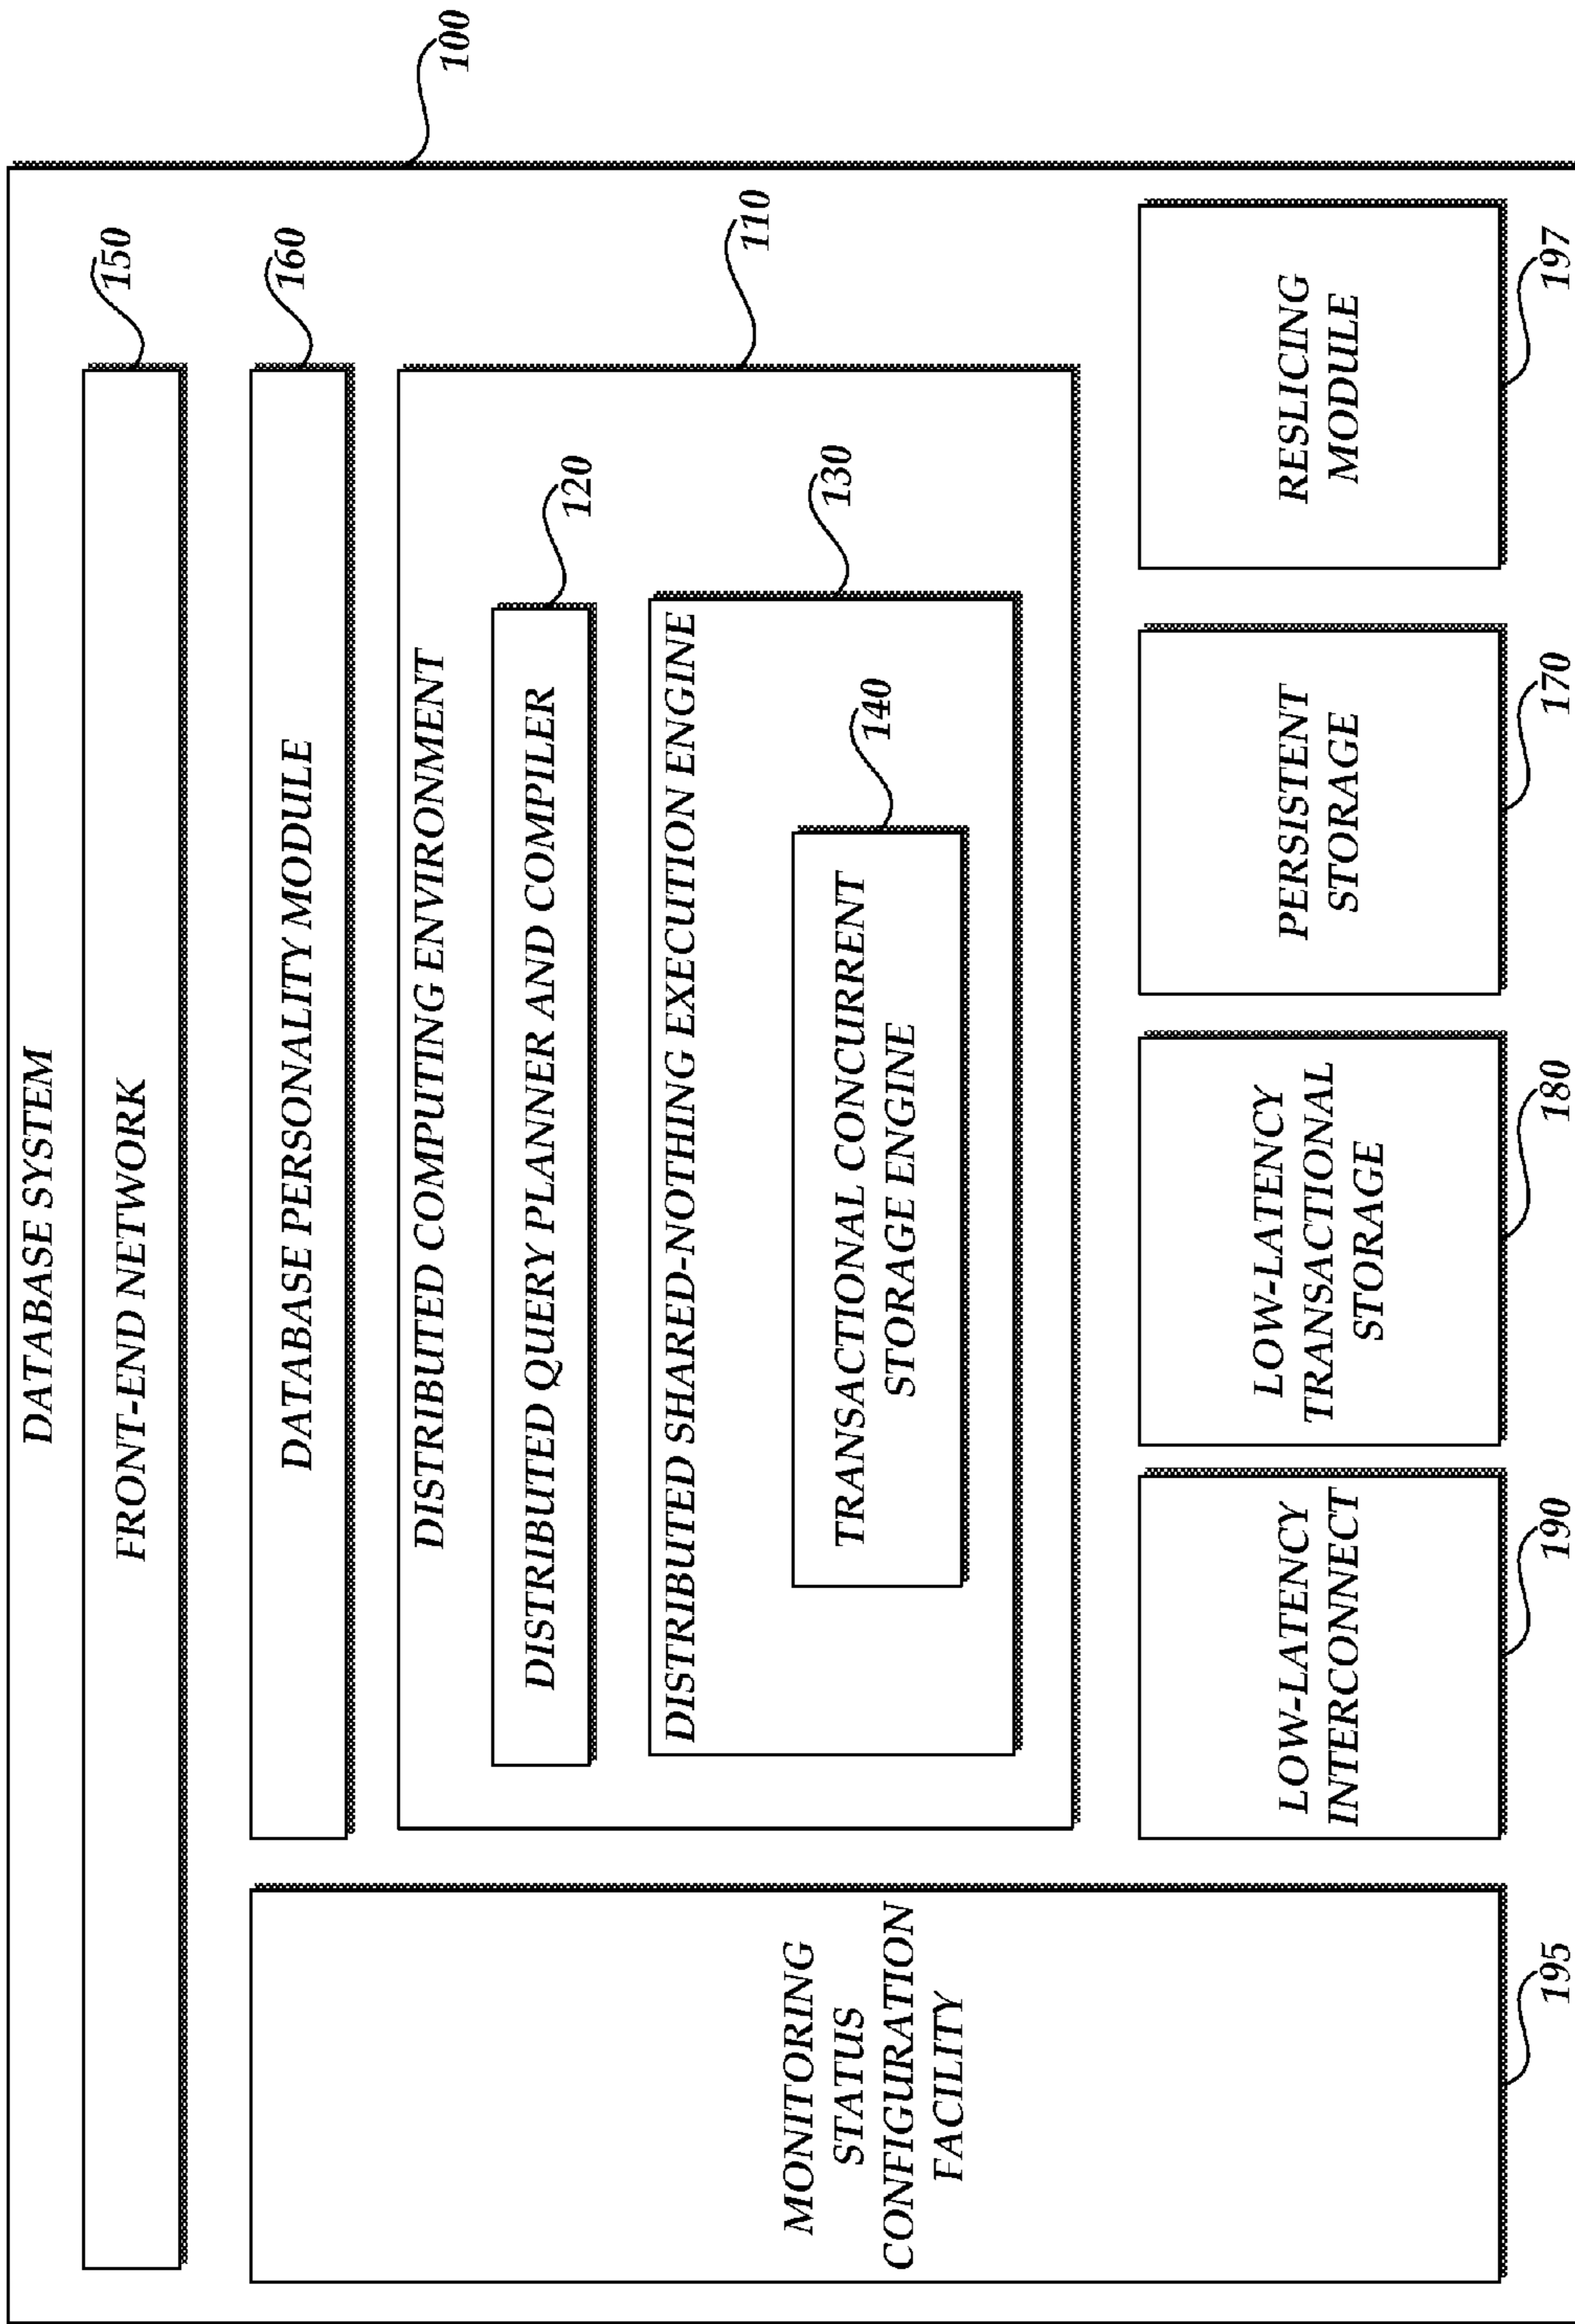 DATABASE SYSTEM
100
FRONT-END NETWORK
150
DATABASE PERSONALITY MODULE
160
DISTRIBUTED COMPUTING ENVIRONMENT
110
DISTRIBUTED QUERY PLANNER AND COMPILER
120
DISTRIBUTED SHARED-NOTHING EXECUTION ENGINE
130
TRANSACTIONAL CONCURRENT
STORAGE ENGINE
140
MONITORING
STATUS
CONFIGURATION
FACILITY
195
LOW-LATENCY
INTERCONNECT
190
LOW-LATENCY
TRANSACTIONAL
STORAGE
180
PERSISTENT
STORAGE
170
RESLICING
MODULE
197